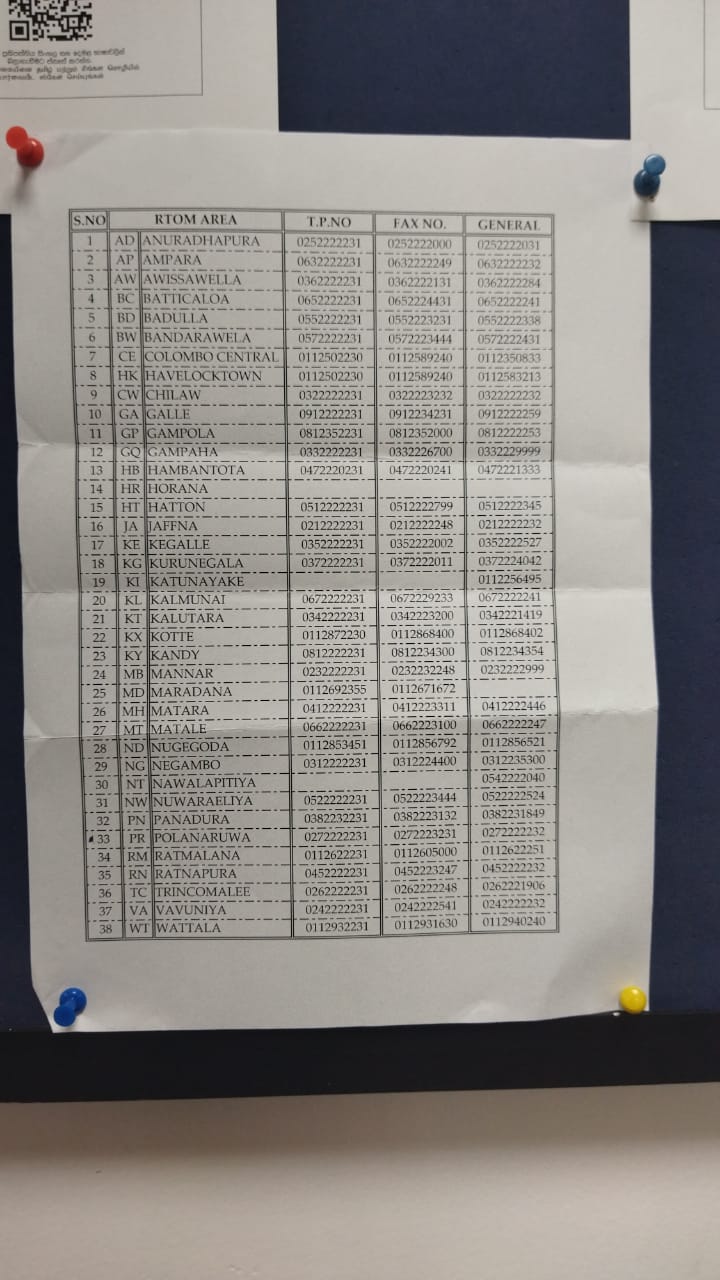 ප්‍රතිපත්තිය සිංහල සහ දෙමළ භාෂාවලින්
S.NO RTOM AREA T.P.NO FAX NO. GENERAL
1 AD ANURADHAPURA 0252222231 0252222000 0252222031
2 AP AMPARA 0632222231 0632222249 0632222232
3 AW AWISSAWELLA 0362222231 0362222131 0362222284
4 BC BATTICALOA 0652222231 0652224431 0652222241
5 BD BADULLA 0552222231 0552223231 0552222338
6 BW BANDARAWELA 0572222231 0572223444 0572222431
7 CE COLOMBO CENTRAL 0112502230 0112589240 0112350833
8 HK HAVELOCKTOWN 0112502230 0112589240 0112583213
9 CW CHILAW 0322222231 0322223232 0322222232
10 GA GALLE 0912222231 0912234231 0912222259
11 GP GAMPOLA 0812352231 0812352000 0812222253
12 GQ GAMPAHA 0332222231 0332226700 0332229999
13 HB HAMBANTOTA 0472220231 0472220241 0472221333
14 HR HORANA
15 HT HATTON 0512222231 0512222799 0512222345
16 JA JAFFNA 0212222231 0212222248 0212222232
17 KE KEGALLE 0352222231 0352222002 0352222527
18 KG KURUNEGALA 0372222231 0372222011 0372224042
19 KI KATUNAYAKE 0112256495
20 KL KALMUNAI 0672222231 0672229233 0672222241
21 KT KALUTARA 0342222231 0342223200 0342221419
22 KX KOTTE 0112872230 0112868400 0112868402
23 KY KANDY 0812222231 0812234300 0812234354
24 MB MANNAR 0232222231 0232232248 0232222999
25 MD MARADANA 0112692355 0112671672
26 MH MATARA 0412222231 0412223311 0412222446
27 MT MATALE 0662222231 0662223100 0662222247
28 ND NUGEGODA 0112853451 0112856792 0112856521
29 NG NEGAMBO 0312222231 0312224400 0312235300
30 NT NAWALAPITIYA 0542222040
31 NW NUWARAELIYA 0522222231 0522223444 0522222524
32 PN PANADURA 0382232231 0382223132 0382231849
33 PR POLANARUWA 0272222231 0272223231 0272222232
34 RM RATMALANA 0112622231 0112605000 0112622251
35 RN RATNAPURA 0452222231 0452223247 0452222232
36 TC TRINCOMALEE 0262222231 0262222248 0262221906
37 VA VAVUNIYA 0242222231 0242222541 0242222232
38 WT WATTALA 0112932231 0112931630 0112940240